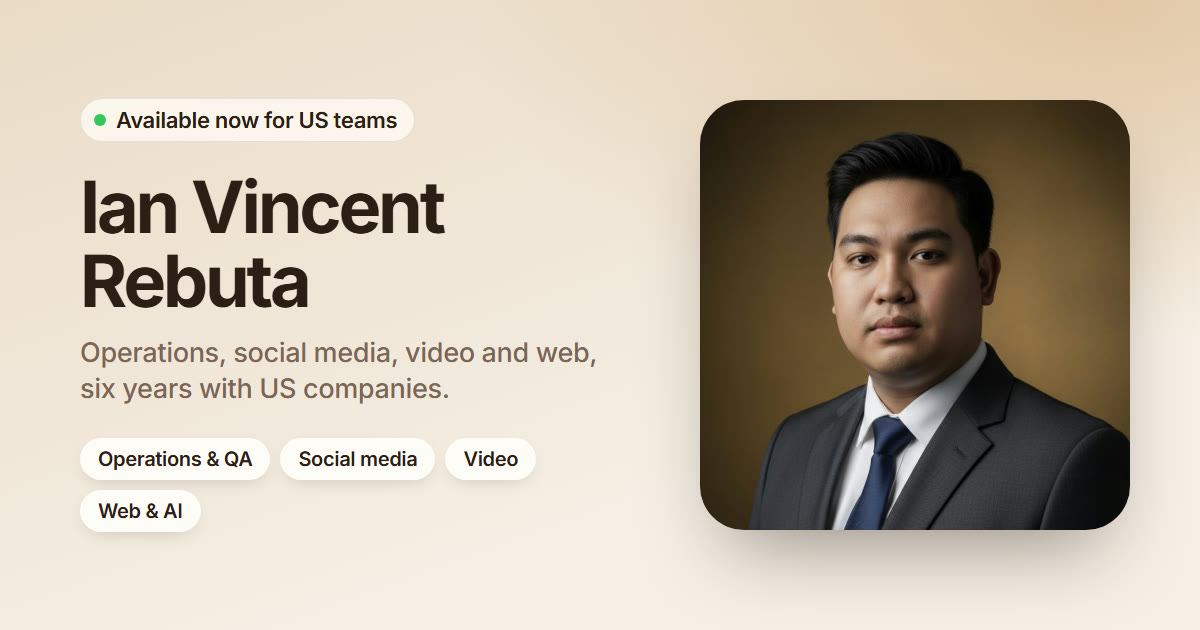 Available now for US teams
Ian Vincent
Rebuta
Operations, social media, video and web,
six years with US companies.
Operations & QA
Social media
Video
Web & AI